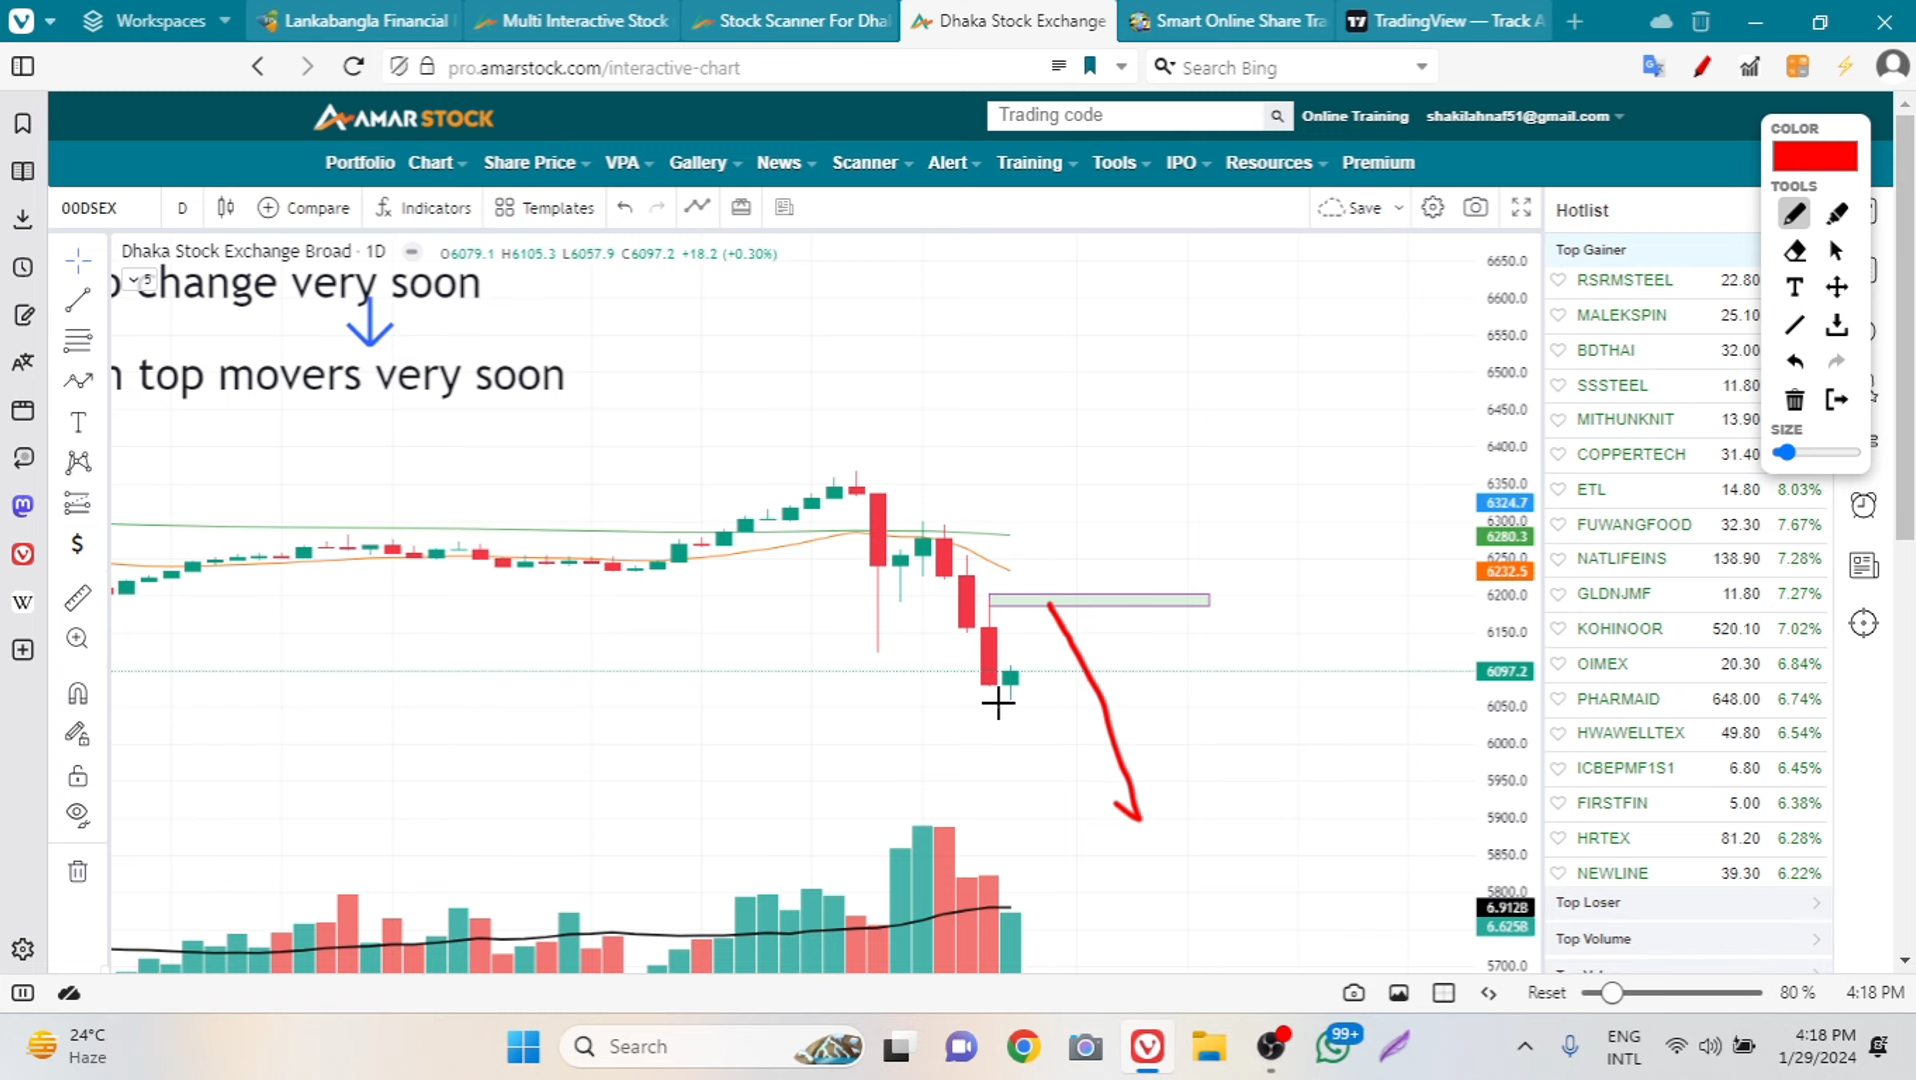 Workspaces
Lankabangla Financial
Multi Interactive Stock
Stock Scanner For Dha
Dhaka Stock Exchange
Smart Online Share Tra
TradingView — Track A
pro.amarstock.com/interactive-chart
Search Bing
AMAR STOCK
Trading code
Online Training
shakilahnaf51@gmail.com
Portfolio Chart Share Price VPA Gallery News Scanner Alert Training Tools IPO Resources Premium
00DSEX D Compare Indicators Templates Save
Hotlist
Dhaka Stock Exchange Broad · 1D O6079.1 H6105.3 L6057.9 C6097.2 +18.2 (+0.30%)
5
change very soon
top movers very soon
6650.0
6600.0
6550.0
6500.0
6450.0
6400.0
6350.0
6324.7
6300.0
6280.3
6250.0
6232.5
6200.0
6150.0
6097.2
6050.0
6000.0
5950.0
5900.0
5850.0
5800.0
6.912B
6.625B
5700.0
Top Gainer
RSRMSTEEL 22.80
MALEKSPIN 25.10
BDTHAI 32.00
SSSTEEL 11.80
MITHUNKNIT 13.90
COPPERTECH 31.40
ETL 14.80 8.03%
FUWANGFOOD 32.30 7.67%
NATLIFEINS 138.90 7.28%
GLDNJMF 11.80 7.27%
KOHINOOR 520.10 7.02%
OIMEX 20.30 6.84%
PHARMAID 648.00 6.74%
HWAWELLTEX 49.80 6.54%
ICBEPMF1S1 6.80 6.45%
FIRSTFIN 5.00 6.38%
HRTEX 81.20 6.28%
NEWLINE 39.30 6.22%
Top Loser
Top Volume
COLOR
TOOLS
SIZE
Reset 80 % 4:18 PM
24°C
Haze
Search
99+
ENG
INTL
4:18 PM
1/29/2024